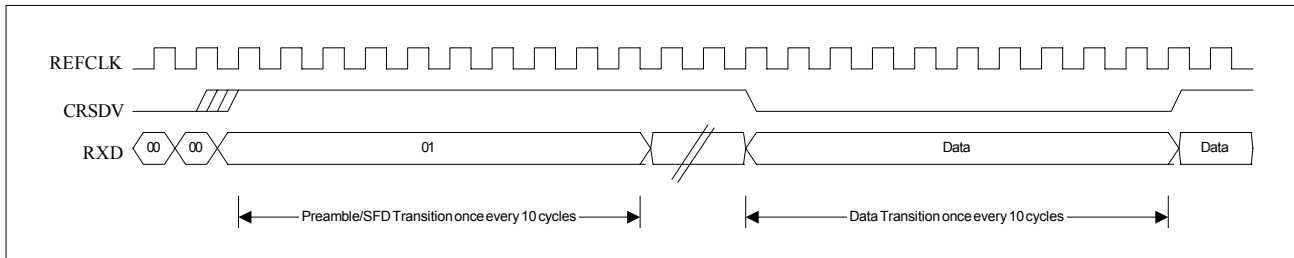 REFCLK
CRSDV
RXD 00 00 01 Data Data
Preamble/SFD Transition once every 10 cycles Data Transition once every 10 cycles